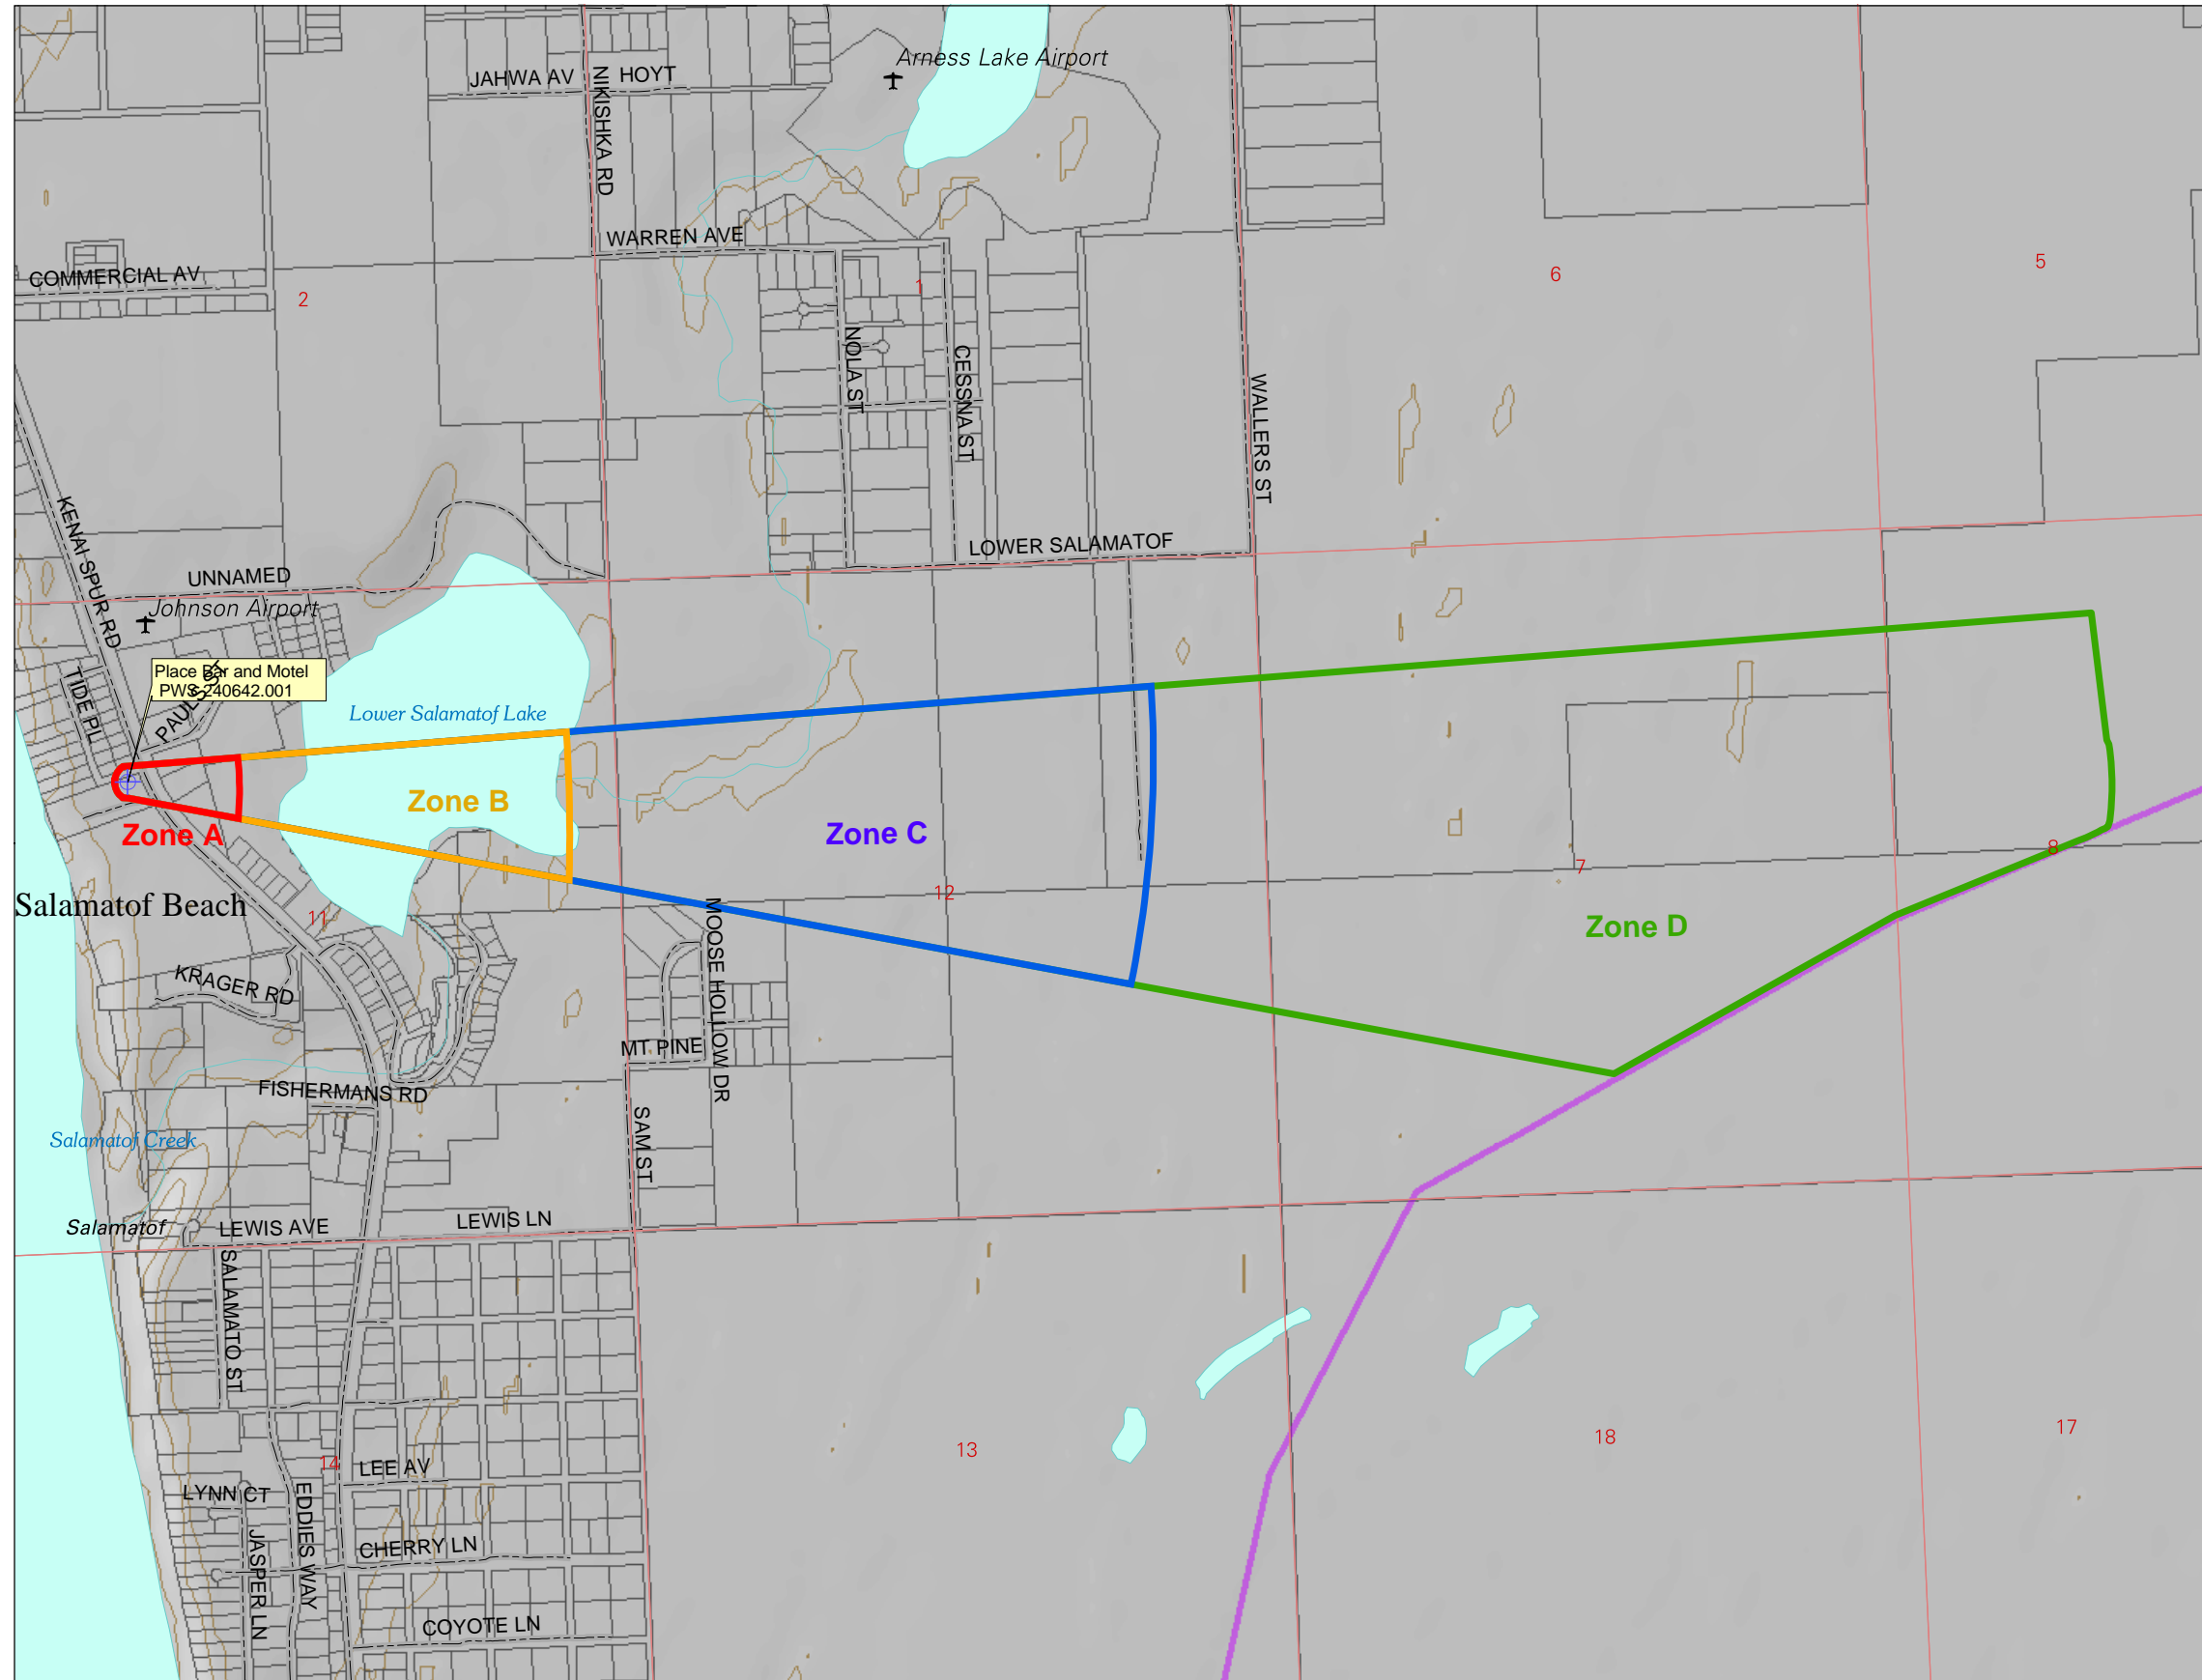 Arness Lake Airport
JAHWA AV
HOYT
NIKISHKA RD
WARREN AVE
COMMERCIAL AV
2
1
6
5
NOLA ST
CESSNA ST
WALLERS ST
KENAI SPUR RD
LOWER SALAMATOF
UNNAMED
Johnson Airport
Place Bar and Motel
PWS 240642.001
TIDE PL
PAULS ST
Lower Salamatof Lake
Zone A
Zone B
Zone C
Zone D
7
8
12
11
Salamatof Beach
MOOSE HOLLOW DR
KRAGER RD
MT PINE
FISHERMANS RD
SAM ST
Salamatof Creek
Salamatof
LEWIS AVE
LEWIS LN
SALAMATO ST
13
18
17
14
LEE AV
LYNN CT
EDDIES WAY
JASPER LN
CHERRY LN
COYOTE LN